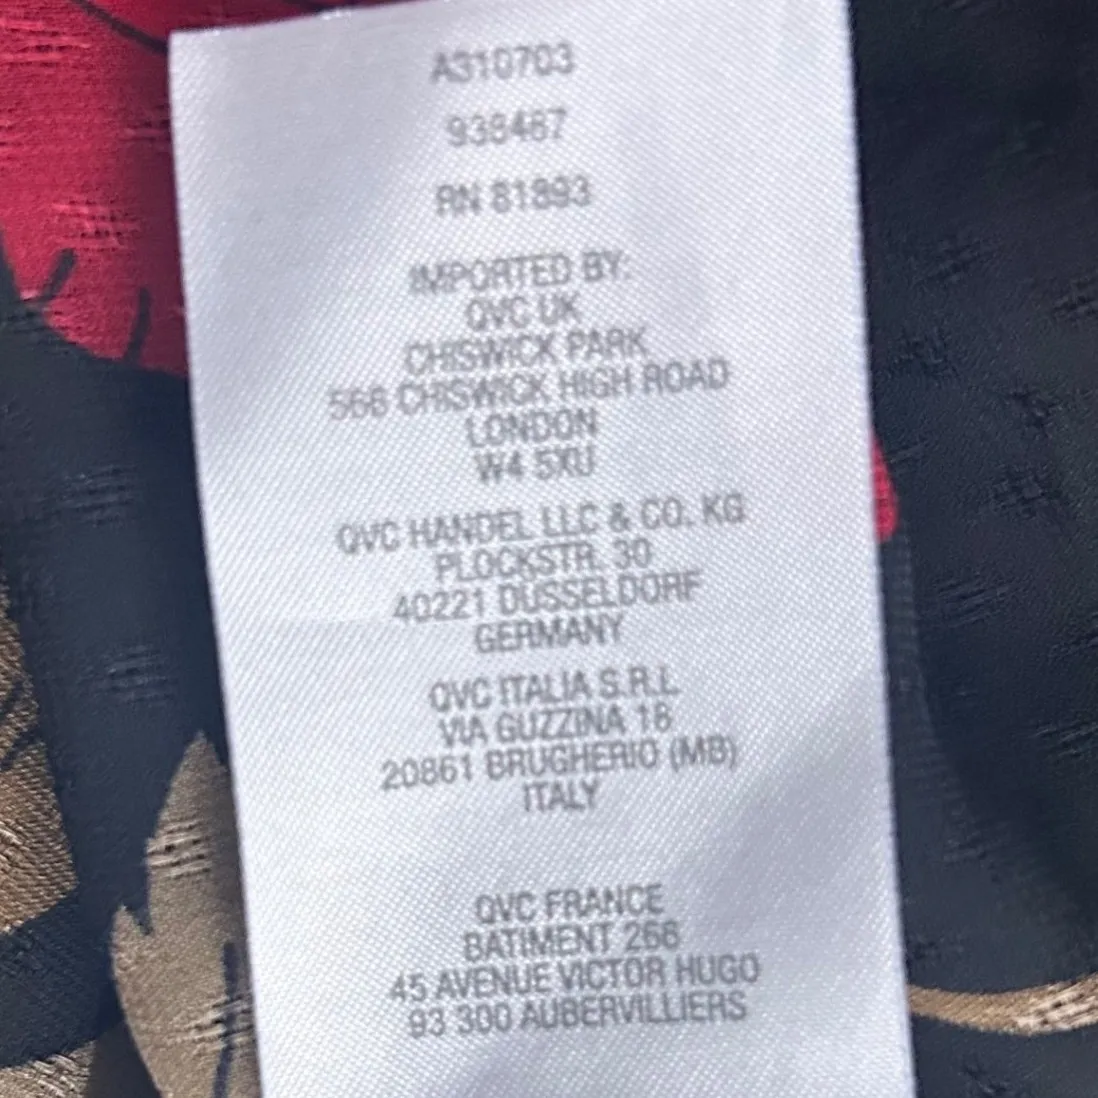 A310703
938467
RN 81893
IMPORTED BY:
QVC UK
CHISWICK PARK
566 CHISWICK HIGH ROAD
LONDON
W4 5XU
QVC HANDEL LLC & CO. KG
PLOCKSTR. 30
40221 DUSSELDORF
GERMANY
QVC ITALIA S.R.L
VIA GUZZINA 18
20861 BRUGHERIO (MB)
ITALY
QVC FRANCE
BATIMENT 266
45 AVENUE VICTOR HUGO
93 300 AUBERVILLIERS